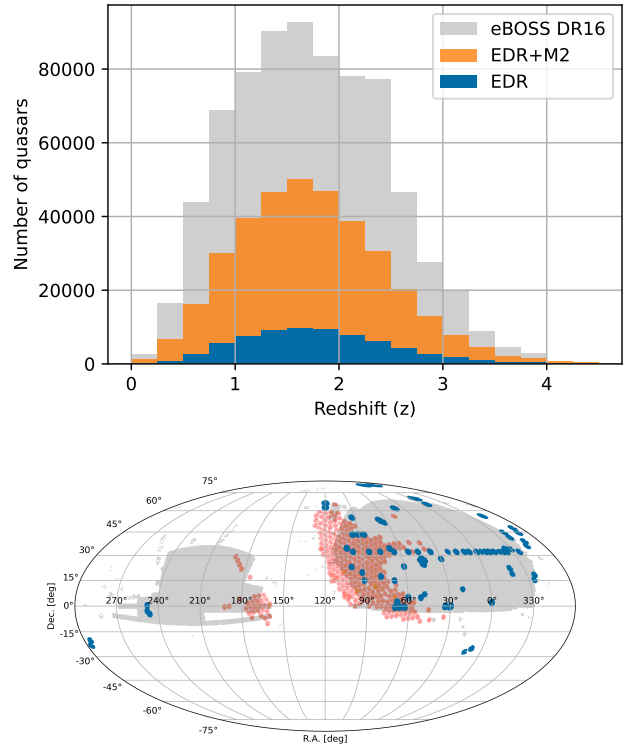 eBOSS DR16
EDR+M2
EDR
80000
60000
40000
20000
0
Number of quasars
0 1 2 3 4
Redshift (z)
75°
60°
45°
30°
15°
0°
-15°
-30°
-45°
-60°
-75°
Dec. [deg]
270° 240° 210° 180° 150° 120° 90° 60° 30° 0° 330°
R.A. [deg]